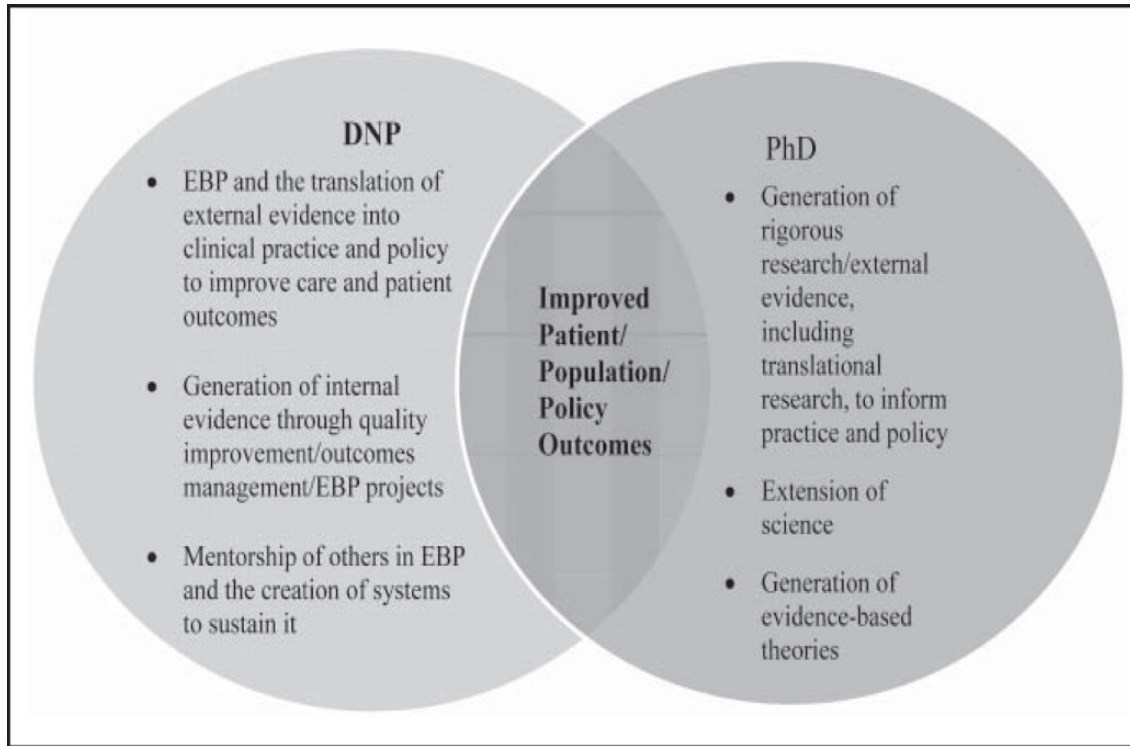 DNP
• EBP and the translation of
external evidence into
clinical practice and policy
to improve care and patient
outcomes
• Generation of internal
evidence through quality
improvement/outcomes
management/EBP projects
• Mentorship of others in EBP
and the creation of systems
to sustain it
Improved
Patient/
Population/
Policy
Outcomes
PhD
• Generation of
rigorous
research/external
evidence,
including
translational
research, to inform
practice and policy
• Extension of
science
• Generation of
evidence-based
theories